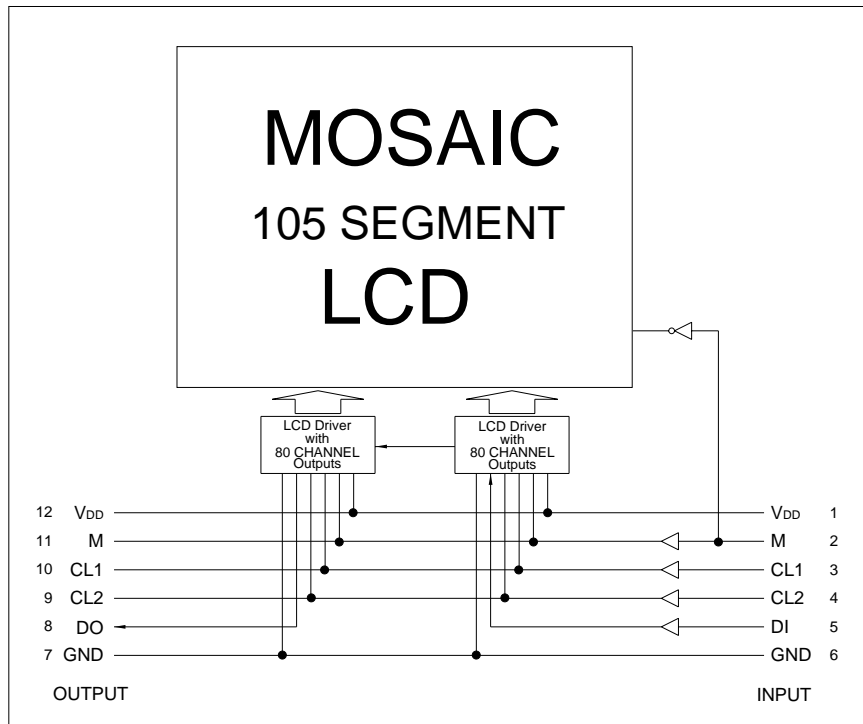 MOSAIC
105 SEGMENT
LCD
LCD Driver
with
80 CHANNEL
Outputs
LCD Driver
with
80 CHANNEL
Outputs
12 VDD
11 M
10 CL1
9 CL2
8 DO
7 GND
OUTPUT
VDD 1
M 2
CL1 3
CL2 4
DI 5
GND 6
INPUT